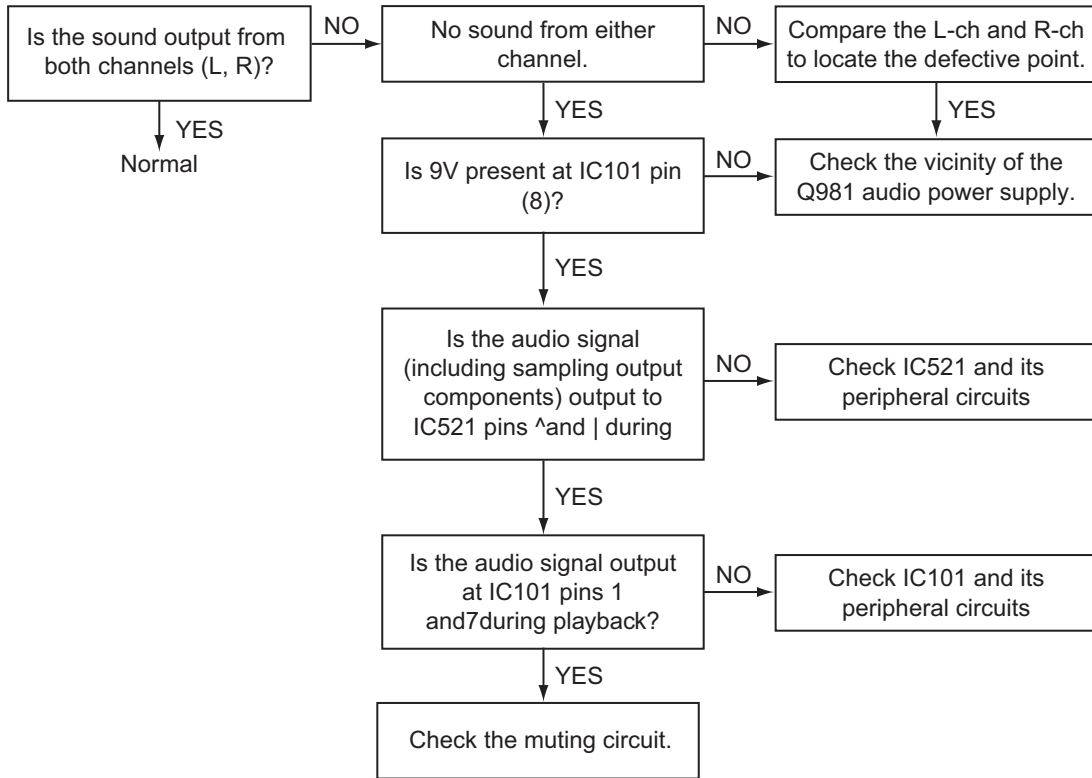 Is the sound output from
both channels (L, R)?
NO
No sound from either
channel.
NO
Compare the L-ch and R-ch
to locate the defective point.
YES
Normal
YES
YES
Is 9V present at IC101 pin
(8)?
NO
Check the vicinity of the
Q981 audio power supply.
YES
Is the audio signal
(including sampling output
components) output to
IC521 pins ^and | during
NO
Check IC521 and its
peripheral circuits
YES
Is the audio signal output
at IC101 pins 1
and7during playback?
NO
Check IC101 and its
peripheral circuits
YES
Check the muting circuit.